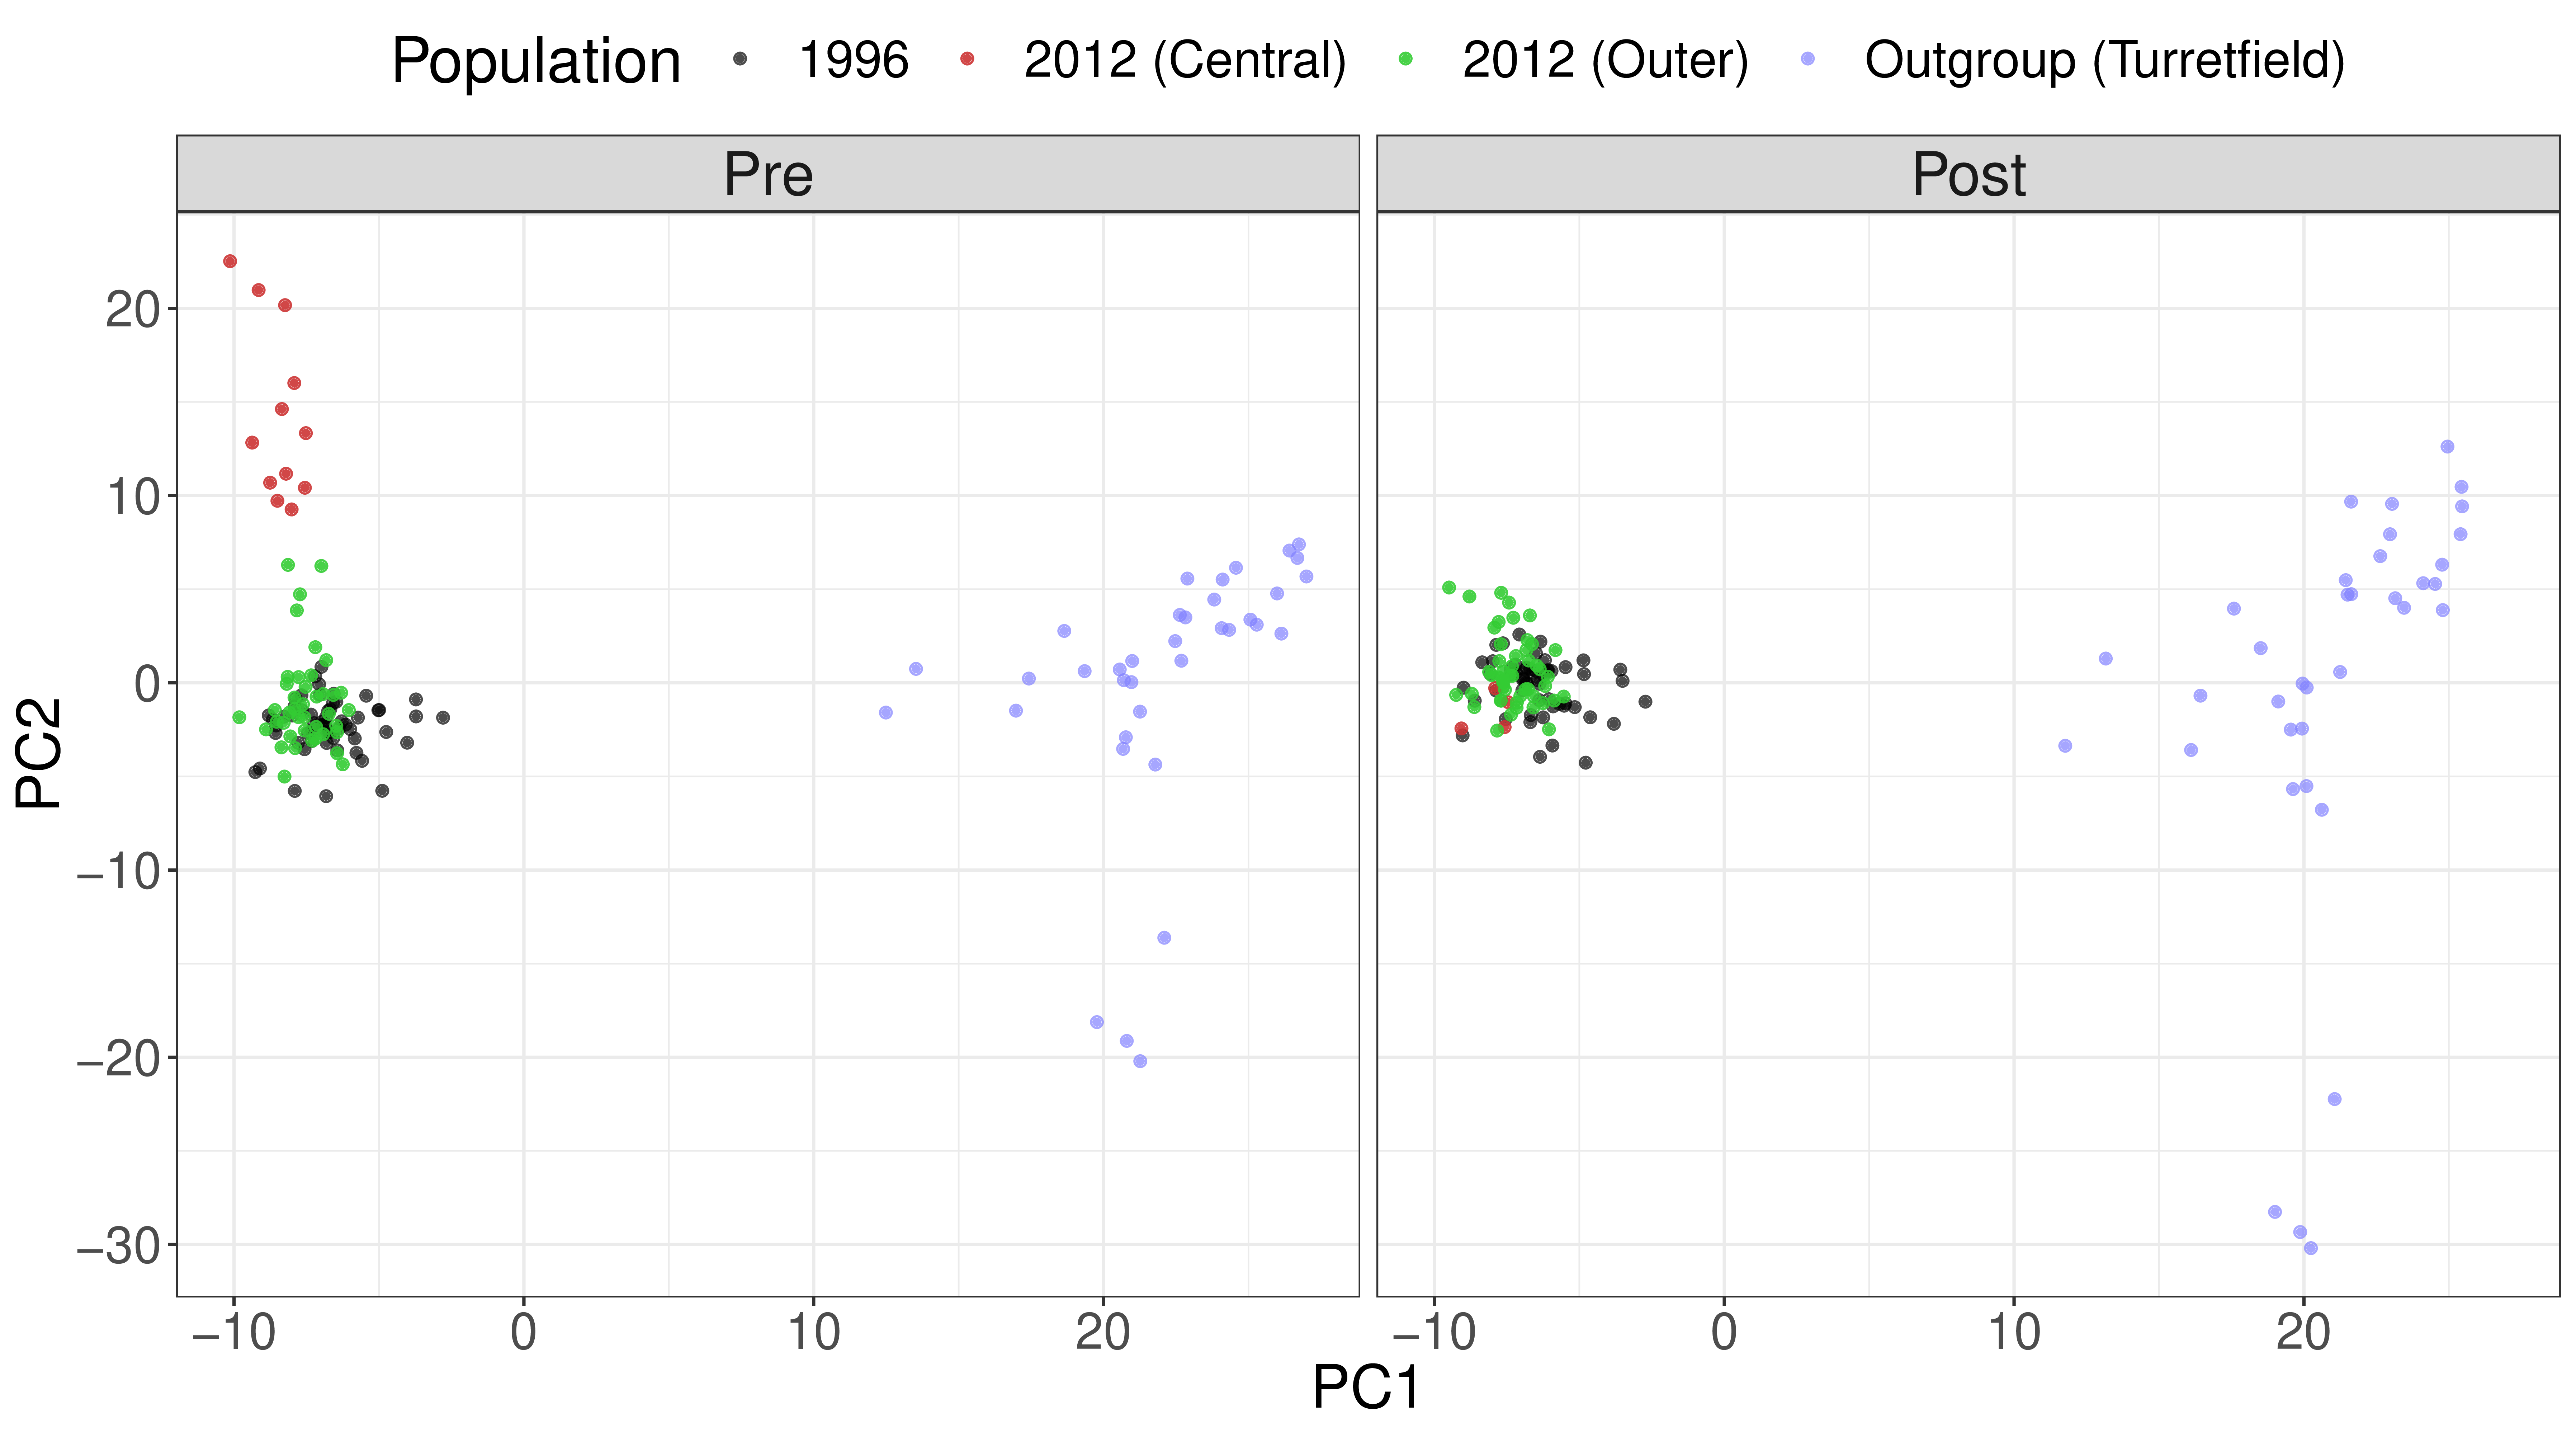 Population 1996 2012 (Central) 2012 (Outer) Outgroup (Turretfield)
Pre Post
PC2
20
10
0
−10
−20
−30
−10 0 10 20 −10 0 10 20
PC1